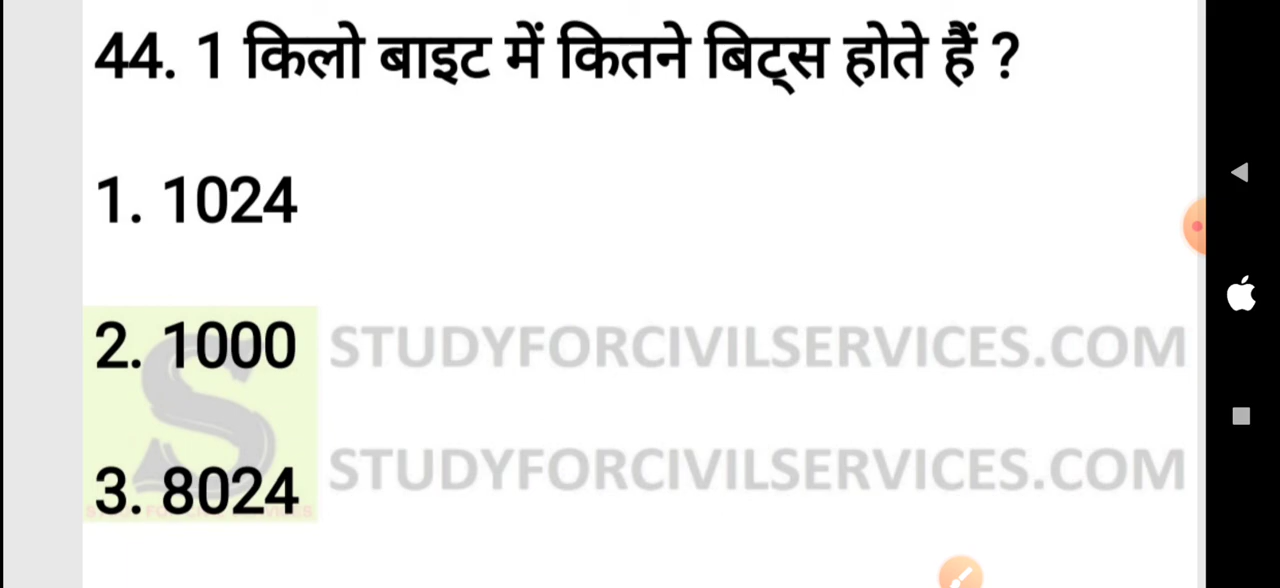 44. 1 किलो बाइट में कितने बिट्स होते हैं ?
1. 1024
2. 1000 STUDYFORCIVILSERVICES.COM
3. 8024 STUDYFORCIVILSERVICES.COM